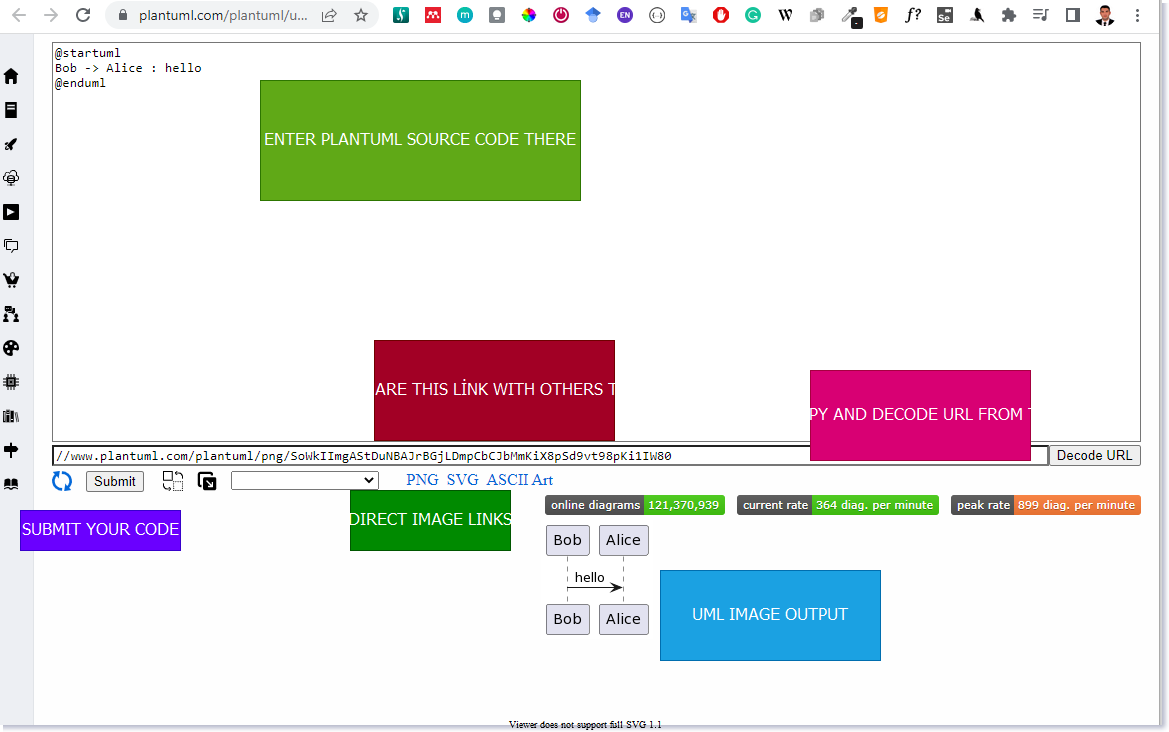 plantuml.com/plantuml/u...
EN
W
f?
Se
@startuml
Bob -> Alice : hello
@enduml
ENTER PLANTUML SOURCE CODE THERE
ARE THIS LİNK WITH OTHERS T
PY AND DECODE URL FROM T
//www.plantuml.com/plantuml/png/SoWkIImgAStDuNBAJrBGjLDmpCbCJbMmKiX8pSd9vt98pKi1IW80
Decode URL
Submit
PNG SVG ASCII Art
DIRECT IMAGE LINKS
SUBMIT YOUR CODE
online diagrams 121,370,939
current rate 364 diag. per minute
peak rate 899 diag. per minute
Bob Alice
hello
Bob Alice
UML IMAGE OUTPUT
Viewer does not support full SVG 1.1